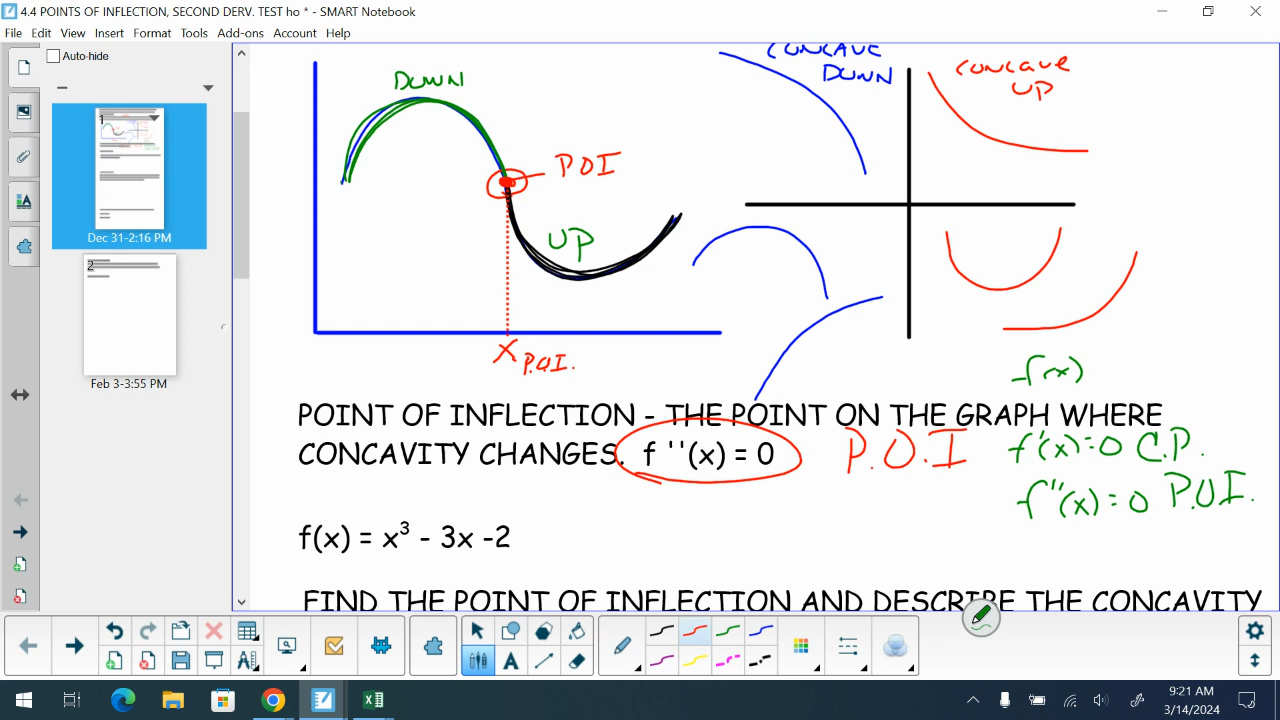 4.4 POINTS OF INFLECTION, SECOND DERV. TEST ho * - SMART Notebook
File Edit View Insert Format Tools Add-ons Account Help
Auto-hide
1
Dec 31-2:16 PM
2
Feb 3-3:55 PM
DOWN
P.O.I
UP
X P.O.I.
CONCAVE
DOWN
CONCAVE
UP
f(x)
POINT OF INFLECTION - THE POINT ON THE GRAPH WHERE
CONCAVITY CHANGES. f ''(x) = 0 P.O.I
f'(x)=0 C.P.
f''(x)=0 P.O.I.
f(x) = x³ - 3x -2
FIND THE POINT OF INFLECTION AND DESCRIBE THE CONCAVITY
A
9:21 AM
3/14/2024